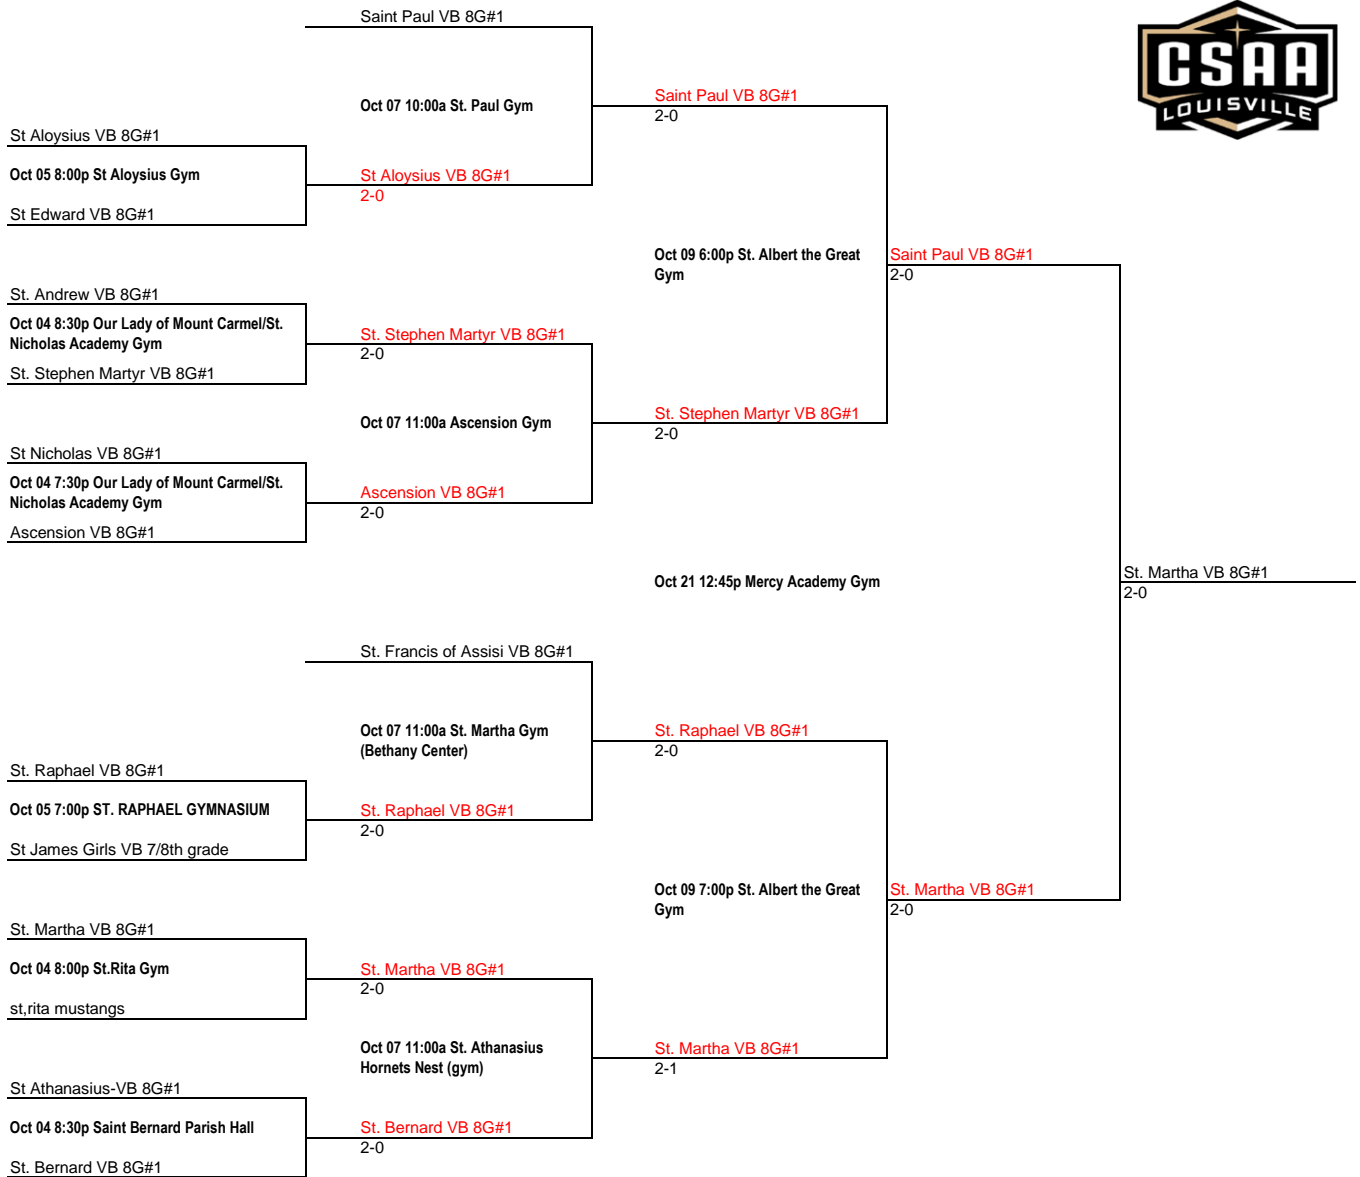 Saint Paul VB 8G#1
CSAA
LOUISVILLE
Oct 07 10:00a St. Paul Gym
Saint Paul VB 8G#1
2-0
St Aloysius VB 8G#1
Oct 05 8:00p St Aloysius Gym
St Edward VB 8G#1
St Aloysius VB 8G#1
2-0
Oct 09 6:00p St. Albert the Great
Gym
Saint Paul VB 8G#1
2-0
St. Andrew VB 8G#1
Oct 04 8:30p Our Lady of Mount Carmel/St.
Nicholas Academy Gym
St. Stephen Martyr VB 8G#1
St. Stephen Martyr VB 8G#1
2-0
Oct 07 11:00a Ascension Gym
St. Stephen Martyr VB 8G#1
2-0
St Nicholas VB 8G#1
Oct 04 7:30p Our Lady of Mount Carmel/St.
Nicholas Academy Gym
Ascension VB 8G#1
Ascension VB 8G#1
2-0
Oct 21 12:45p Mercy Academy Gym
St. Martha VB 8G#1
2-0
St. Francis of Assisi VB 8G#1
Oct 07 11:00a St. Martha Gym
(Bethany Center)
St. Raphael VB 8G#1
2-0
St. Raphael VB 8G#1
Oct 05 7:00p ST. RAPHAEL GYMNASIUM
St James Girls VB 7/8th grade
St. Raphael VB 8G#1
2-0
Oct 09 7:00p St. Albert the Great
Gym
St. Martha VB 8G#1
2-0
St. Martha VB 8G#1
Oct 04 8:00p St.Rita Gym
st,rita mustangs
St. Martha VB 8G#1
2-0
Oct 07 11:00a St. Athanasius
Hornets Nest (gym)
St. Martha VB 8G#1
2-1
St Athanasius-VB 8G#1
Oct 04 8:30p Saint Bernard Parish Hall
St. Bernard VB 8G#1
St. Bernard VB 8G#1
2-0